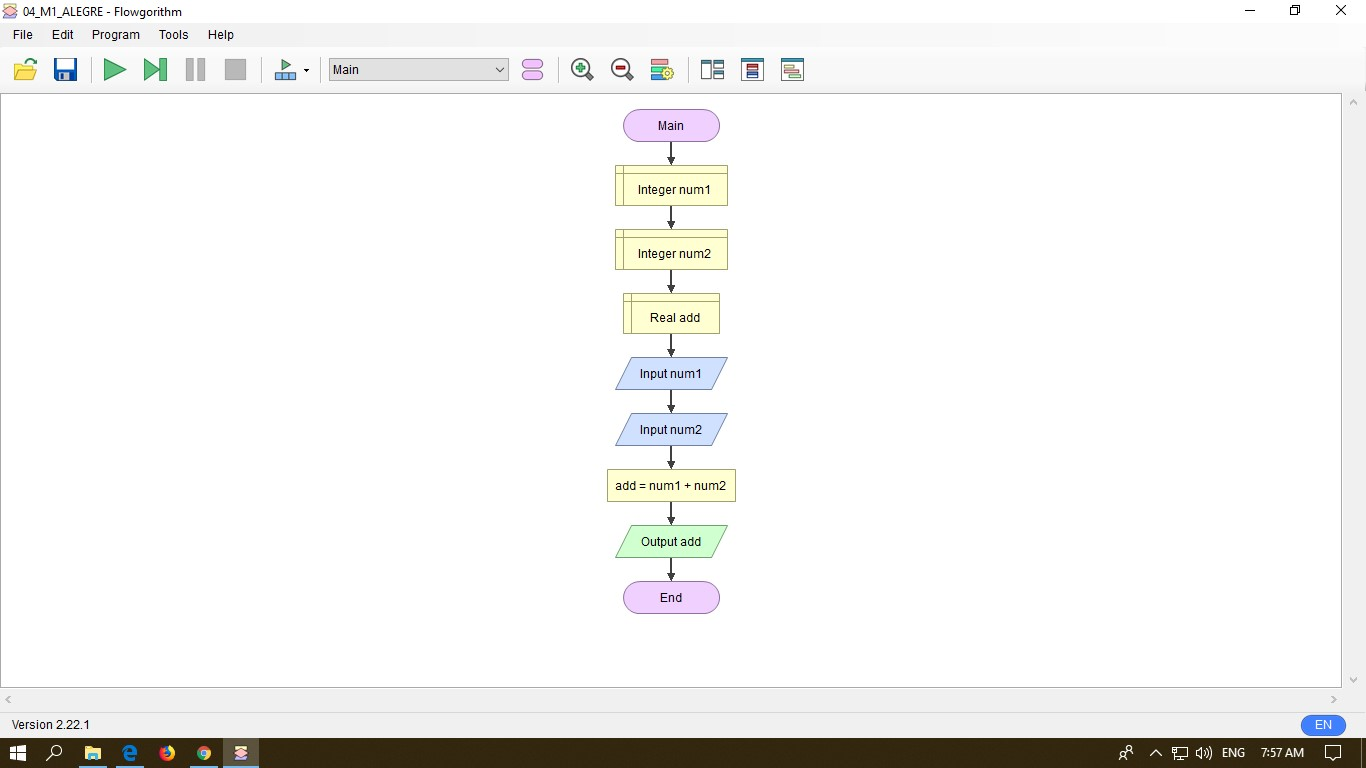 04_M1_ALEGRE - Flowgorithm
File Edit Program Tools Help
Main
Main
Integer num1
Integer num2
Real add
Input num1
Input num2
add = num1 + num2
Output add
End
Version 2.22.1
EN
ENG 7:57 AM